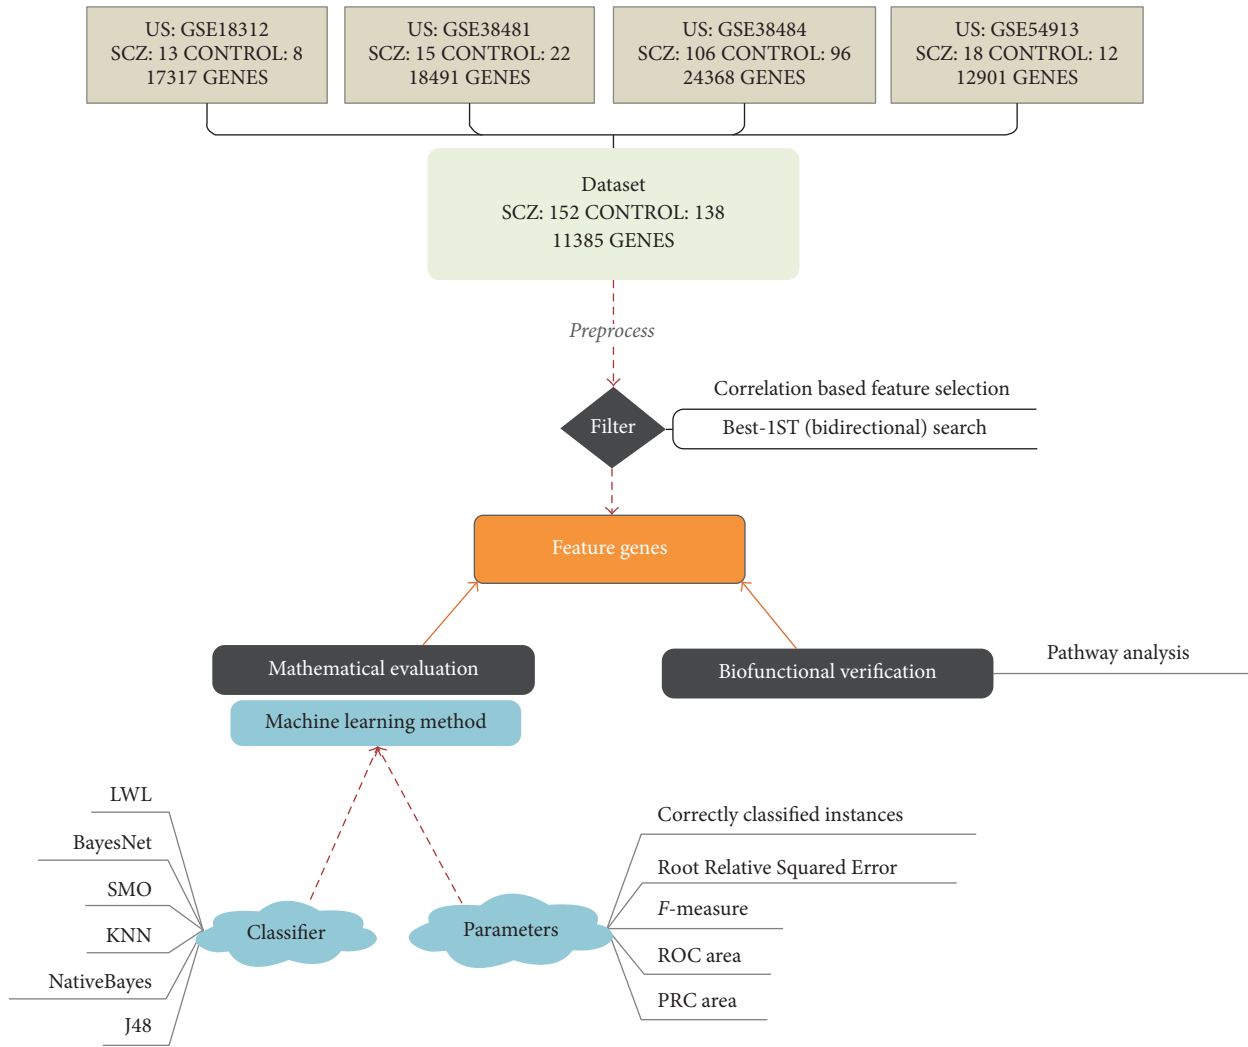 US: GSE18312
SCZ: 13 CONTROL: 8
17317 GENES
US: GSE38481
SCZ: 15 CONTROL: 22
18491 GENES
US: GSE38484
SCZ: 106 CONTROL: 96
24368 GENES
US: GSE54913
SCZ: 18 CONTROL: 12
12901 GENES
Dataset
SCZ: 152 CONTROL: 138
11385 GENES
Preprocess
Filter
Correlation based feature selection
Best-1ST (bidirectional) search
Feature genes
Mathematical evaluation
Machine learning method
Biofunctional verification
Pathway analysis
LWL
BayesNet
SMO
KNN
NativeBayes
J48
Classifier
Parameters
Correctly classified instances
Root Relative Squared Error
F-measure
ROC area
PRC area